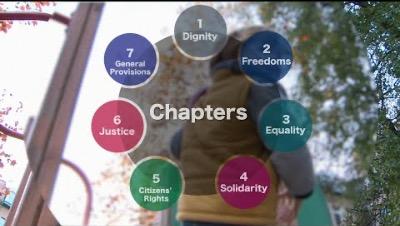 Chapters
1
Dignity
2
Freedoms
3
Equality
4
Solidarity
5
Citizens'
Rights
6
Justice
7
General
Provisions